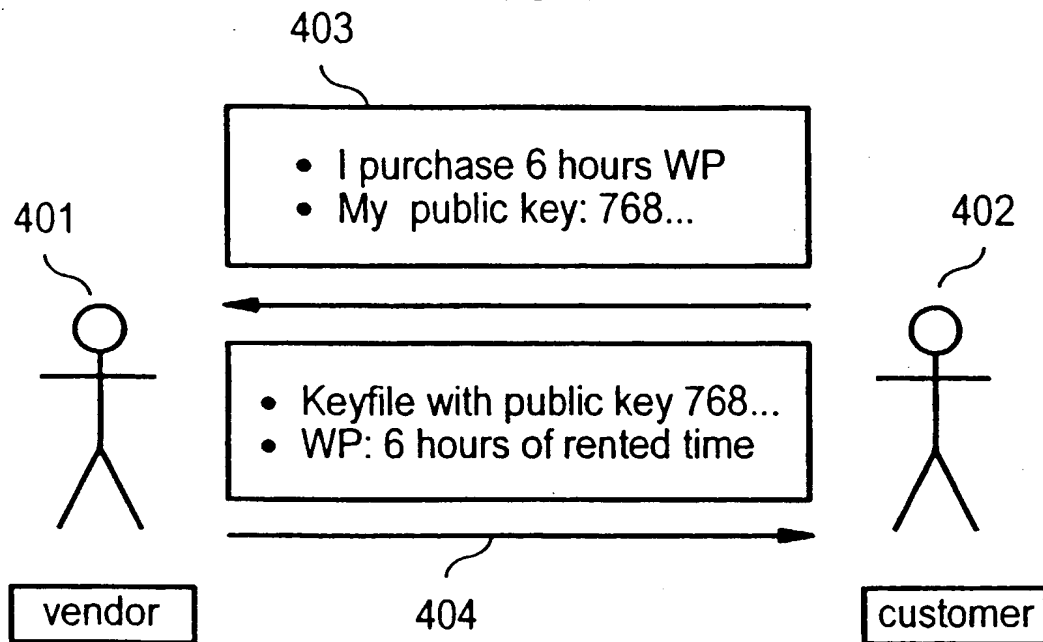 403
• I purchase 6 hours WP
• My public key: 768...
401
402
• Keyfile with public key 768...
• WP: 6 hours of rented time
404
vendor
customer